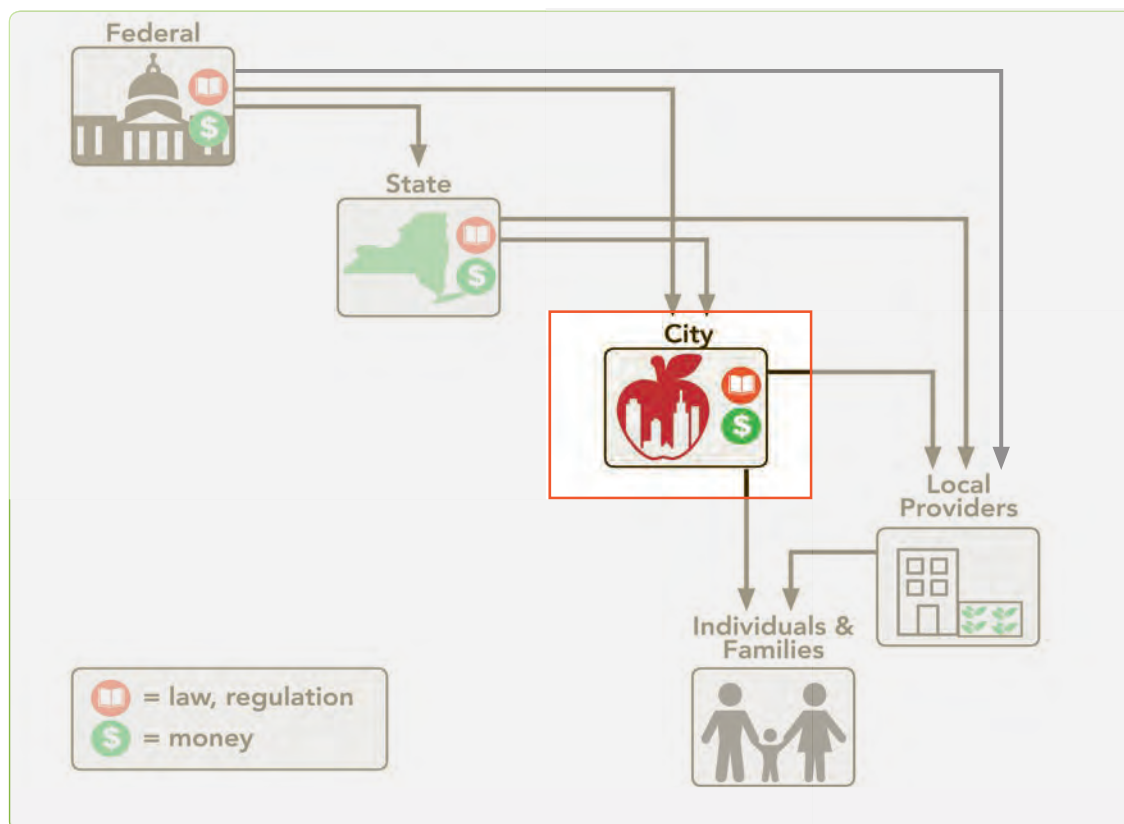 Federal
$
State
$
City
$
Local
Providers
Individuals &
Families
= law, regulation
$ = money